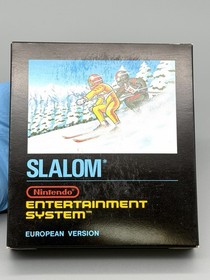 SLALOM®
Nintendo®
ENTERTAINMENT
SYSTEM™
EUROPEAN VERSION